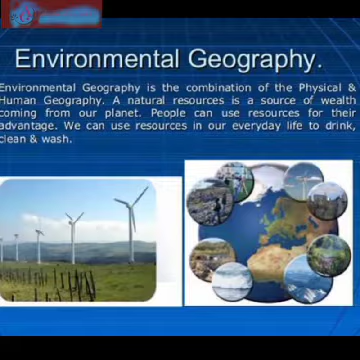 Environmental Geography.
Environmental Geography is the combination of the Physical &
Human Geography. A natural resources is a source of wealth
coming from our planet. People can use resources for their
advantage. We can use resources in our everyday life to drink,
clean & wash.